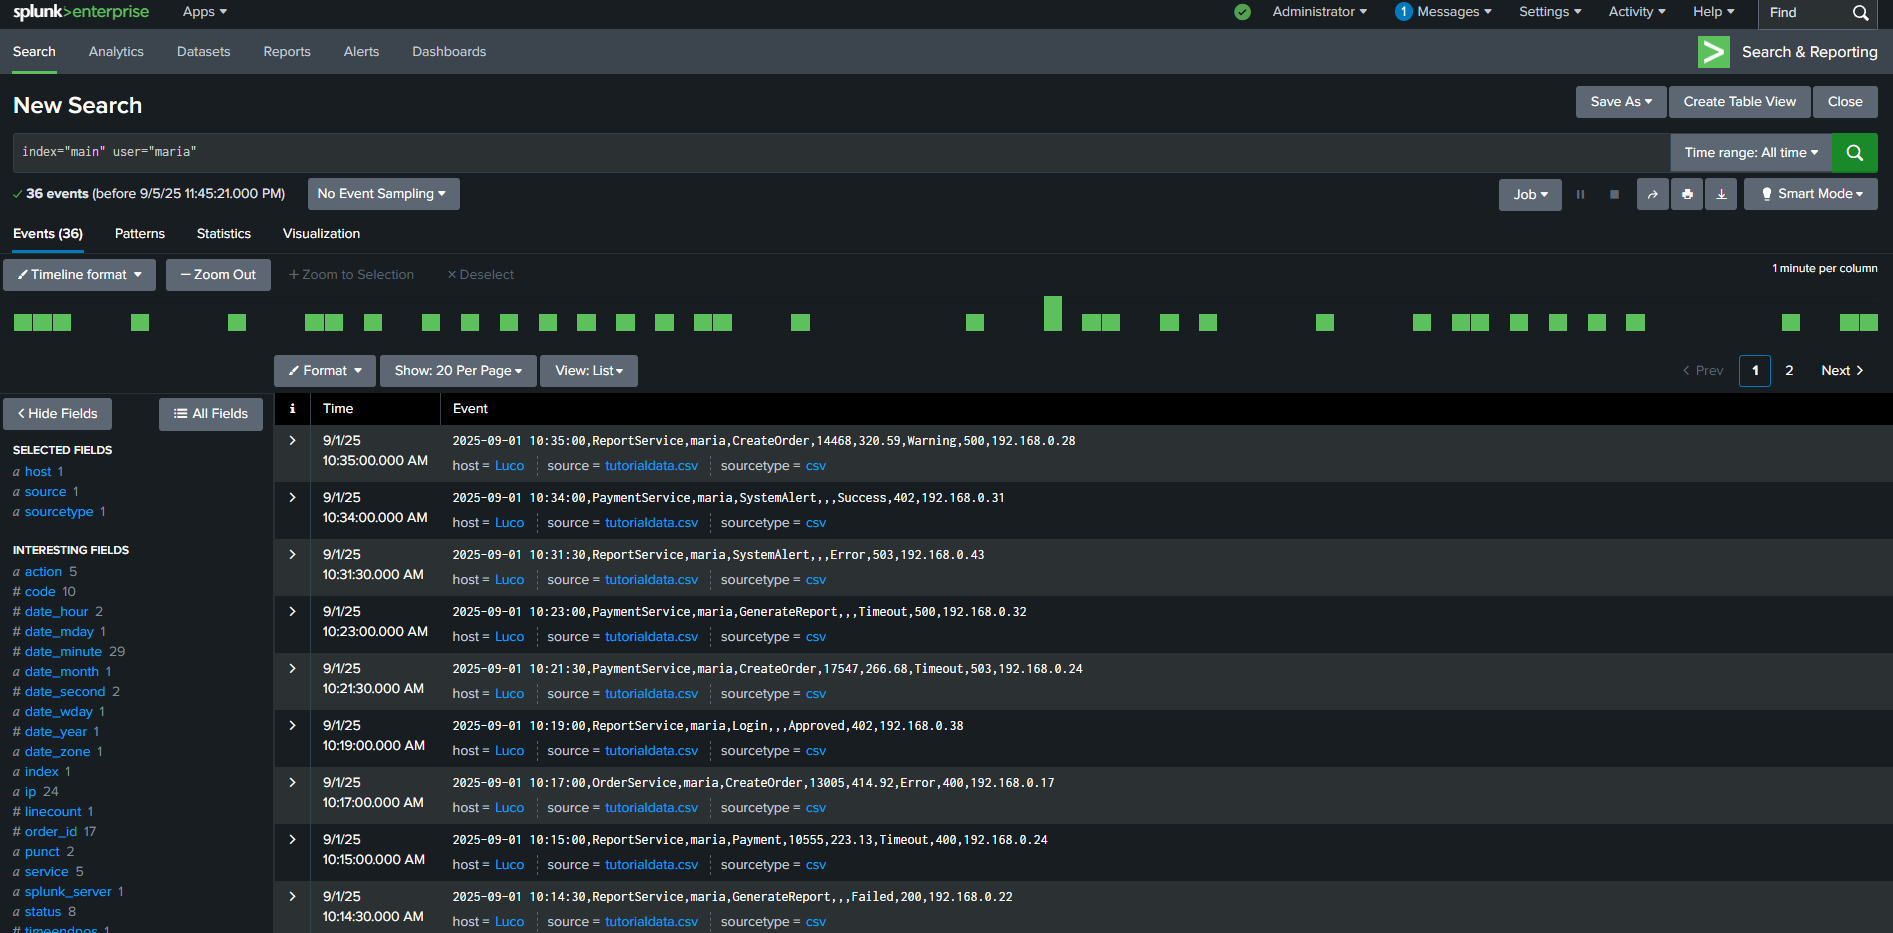 splunk>enterprise Apps Administrator 1 Messages Settings Activity Help Find
Search Analytics Datasets Reports Alerts Dashboards Search & Reporting
New Search Save As Create Table View Close
index="main" user="maria" Time range: All time
36 events (before 9/5/25 11:45:21.000 PM) No Event Sampling Job Smart Mode
Events (36) Patterns Statistics Visualization
Timeline format — Zoom Out + Zoom to Selection × Deselect 1 minute per column
Format Show: 20 Per Page View: List < Prev 1 2 Next >
< Hide Fields All Fields
SELECTED FIELDS
a host 1
a source 1
a sourcetype 1
INTERESTING FIELDS
a action 5
# code 10
# date_hour 2
# date_mday 1
# date_minute 29
a date_month 1
# date_second 2
a date_wday 1
# date_year 1
a date_zone 1
a index 1
a ip 24
# linecount 1
# order_id 17
a punct 2
a service 5
a splunk_server 1
a status 8
# timeendpos 1
i Time Event
9/1/25 2025-09-01 10:35:00,ReportService,maria,CreateOrder,14468,320.59,Warning,500,192.168.0.28
10:35:00.000 AM host = Luco source = tutorialdata.csv sourcetype = csv
9/1/25 2025-09-01 10:34:00,PaymentService,maria,SystemAlert,,,Success,402,192.168.0.31
10:34:00.000 AM host = Luco source = tutorialdata.csv sourcetype = csv
9/1/25 2025-09-01 10:31:30,ReportService,maria,SystemAlert,,,Error,503,192.168.0.43
10:31:30.000 AM host = Luco source = tutorialdata.csv sourcetype = csv
9/1/25 2025-09-01 10:23:00,PaymentService,maria,GenerateReport,,,Timeout,500,192.168.0.32
10:23:00.000 AM host = Luco source = tutorialdata.csv sourcetype = csv
9/1/25 2025-09-01 10:21:30,PaymentService,maria,CreateOrder,17547,266.68,Timeout,503,192.168.0.24
10:21:30.000 AM host = Luco source = tutorialdata.csv sourcetype = csv
9/1/25 2025-09-01 10:19:00,ReportService,maria,Login,,,Approved,402,192.168.0.38
10:19:00.000 AM host = Luco source = tutorialdata.csv sourcetype = csv
9/1/25 2025-09-01 10:17:00,OrderService,maria,CreateOrder,13005,414.92,Error,400,192.168.0.17
10:17:00.000 AM host = Luco source = tutorialdata.csv sourcetype = csv
9/1/25 2025-09-01 10:15:00,ReportService,maria,Payment,10555,223.13,Timeout,400,192.168.0.24
10:15:00.000 AM host = Luco source = tutorialdata.csv sourcetype = csv
9/1/25 2025-09-01 10:14:30,ReportService,maria,GenerateReport,,,Failed,200,192.168.0.22
10:14:30.000 AM host = Luco source = tutorialdata.csv sourcetype = csv